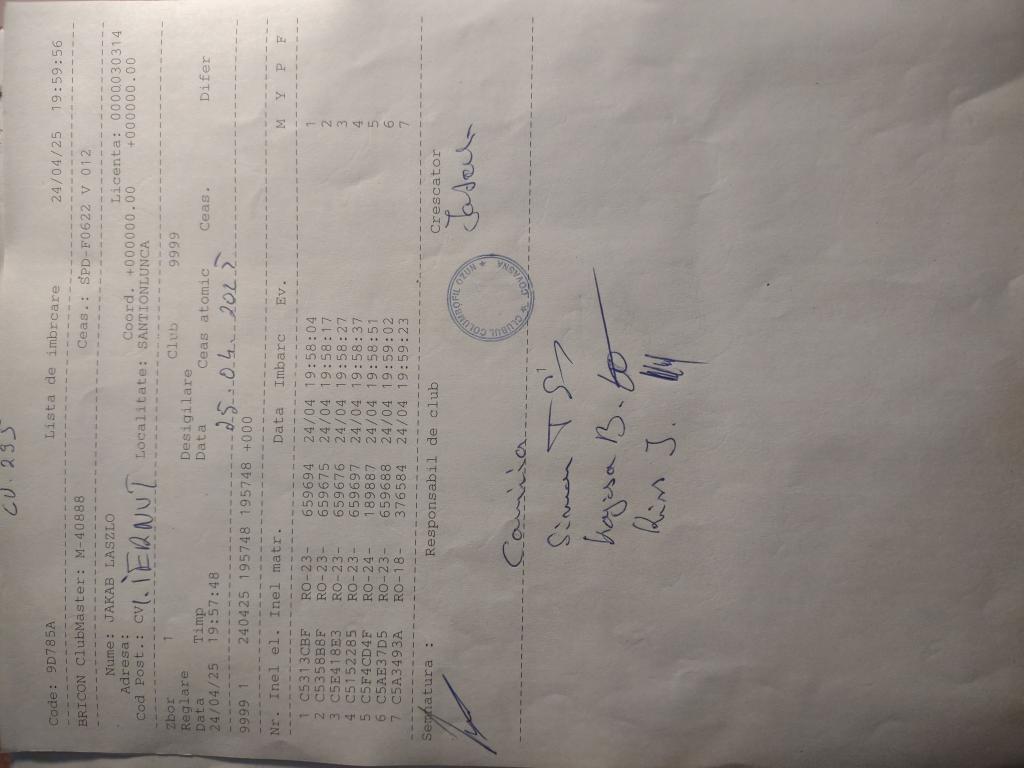 CU. 295
Code: 9D785A Lista de imbroare 24/04/25 19:59:56
BRICON ClubMaster: M-40888 Ceas.: SPD-F0622 V 012
Nume: JAKAB LASZLO Licenta: 0000030314
Adresa: Coord. +000000.00 +000000.00
Cod Post.: CV IERNUT Localitate: SANTIONLUNCA
Zbor 1 Desigilare Club 9999
Reglare
Data Timp Data Ceas atomic Ceas. Difer
24/04/25 19:57:48 25.04.2025
9999 1 240425 195748 195748 +000
Nr. Inel el. Inel matr. Data Imbarc Ev. M Y P F
1 C5313CBF RO-23- 659694 24/04 19:58:04 1
2 C5358BBF RO-23- 659675 24/04 19:58:17 2
3 C5E418E3 RO-23- 659676 24/04 19:58:27 3
4 C5152285 RO-23- 659697 24/04 19:58:37 4
5 C5F4CD4F RO-24- 189887 24/04 19:58:51 5
6 C5AE37D5 RO-23- 659688 24/04 19:59:02 6
7 C5A3493A RO-18- 376584 24/04 19:59:23 7
Semnatura : Responsabil de club Crescator
CLUBUL COLUMBOFIL OZUN * COVASNA *
Comisia
Simon
B.
J.